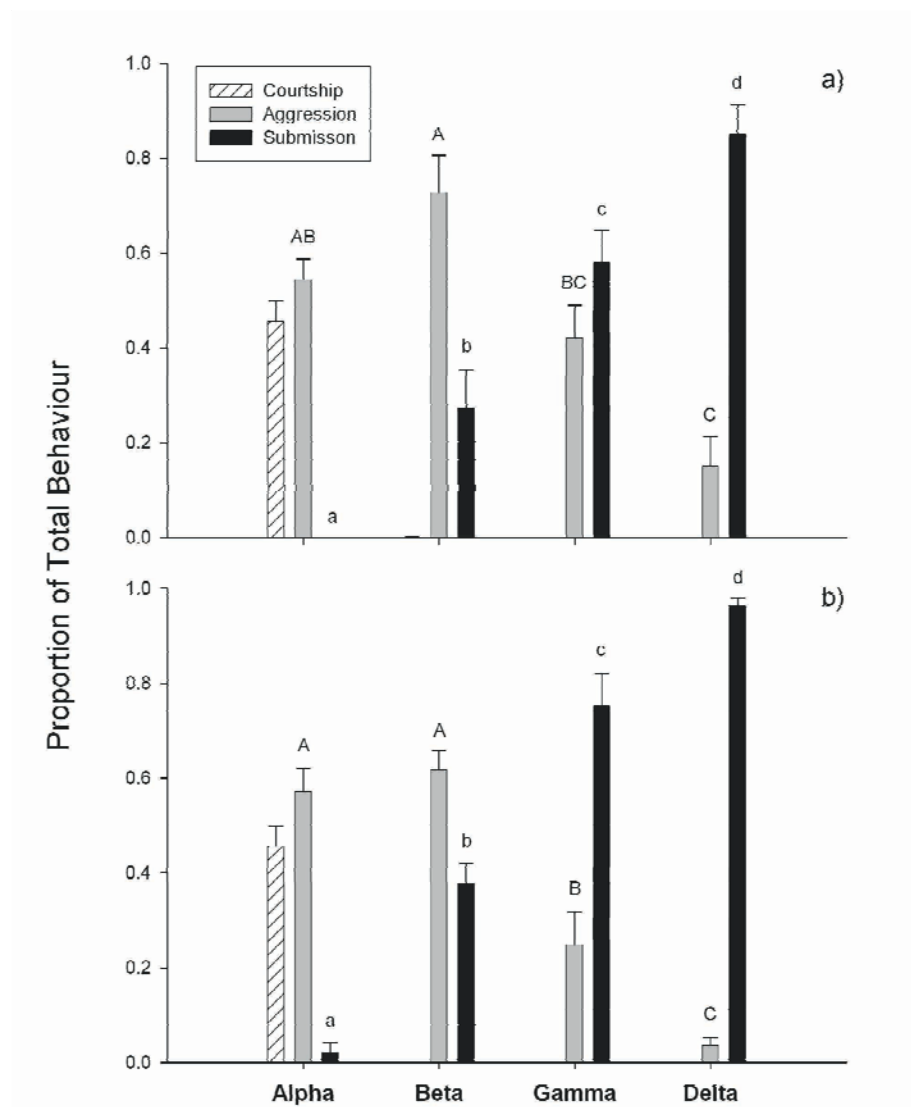 Proportion of Total Behaviour
a)
1.0
0.8
0.6
0.4
0.2
0.0
Courtship
Aggression
Submisson
AB
a
A
b
BC
c
C
d
b)
1.0
0.8
0.6
0.4
0.2
0.0
A
a
A
b
B
c
C
d
Alpha Beta Gamma Delta